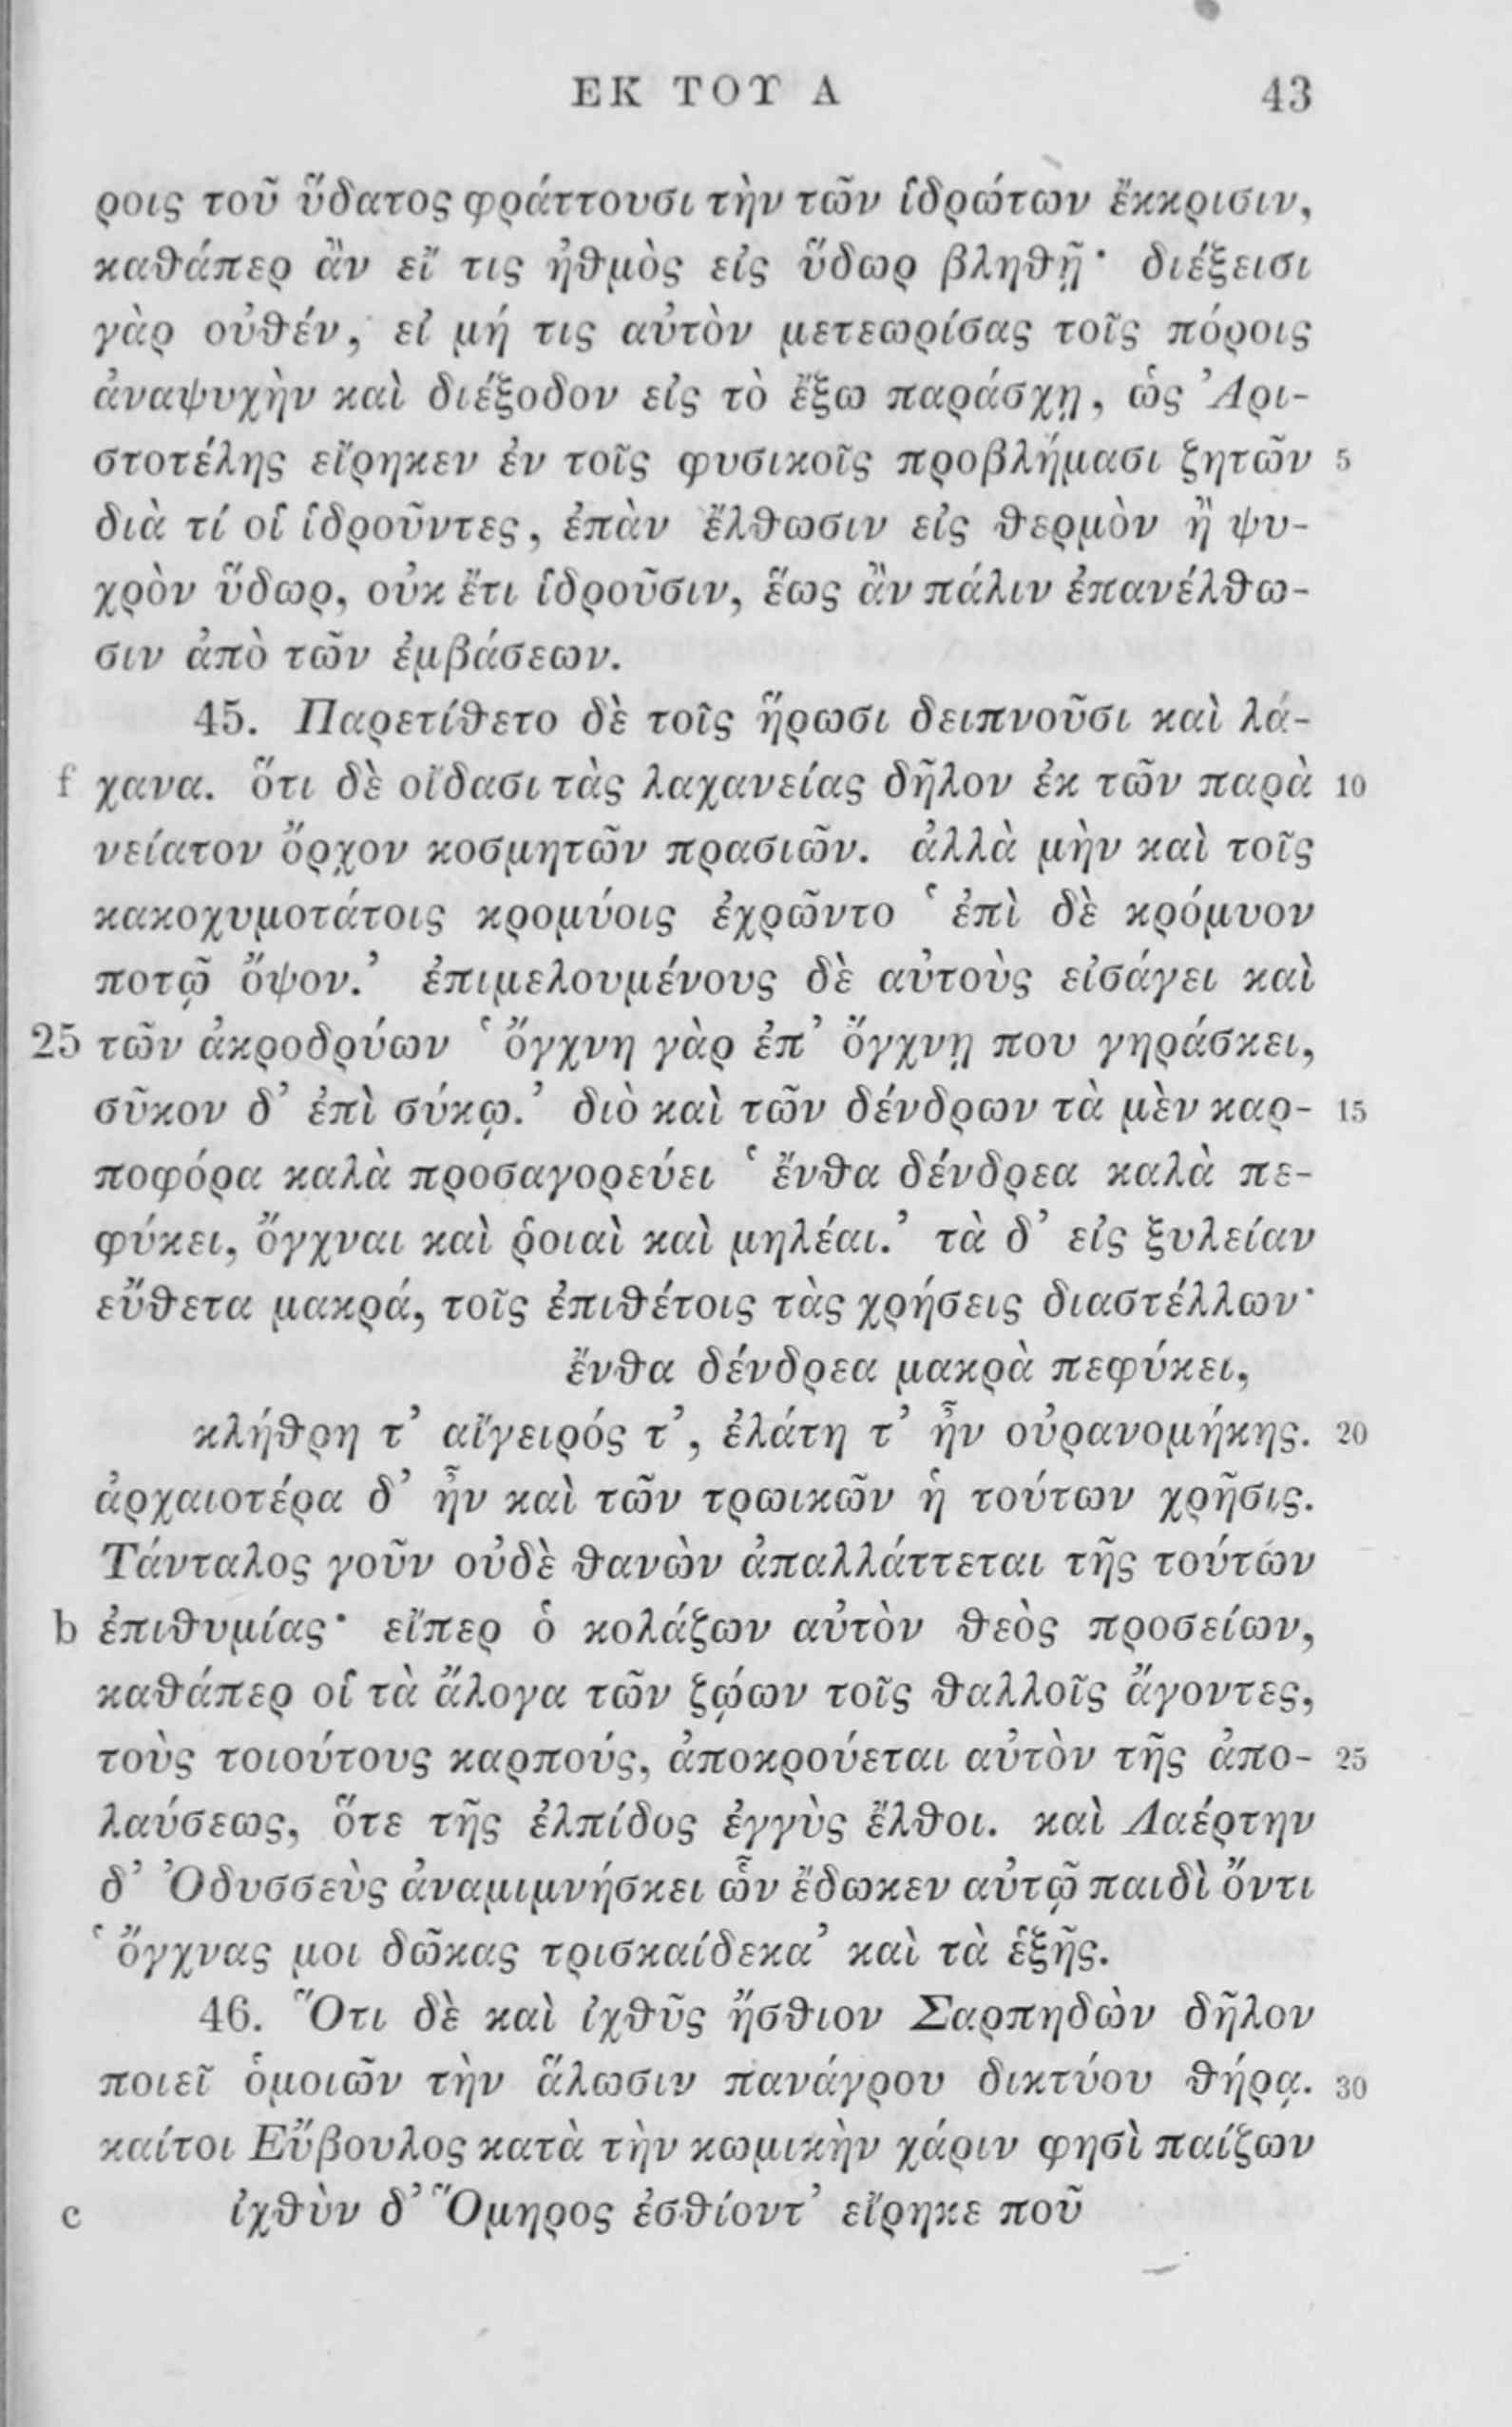 ΕΚ ΤΟΥ Α 43
ροις τοῦ ὕδατος φράττουσι τὴν τῶν ἱδρώτων ἔκκρισιν,
καθάπερ ἂν εἴ τις ἠθμὸς εἰς ὕδωρ βληθῇ· διέξεισι
γὰρ οὐθέν, εἰ μή τις αὐτὸν μετεωρίσας τοῖς πόροις
ἀναψυχὴν καὶ διέξοδον εἰς τὸ ἔξω παράσχῃ, ὡς Ἀρι-
στοτέλης εἴρηκεν ἐν τοῖς φυσικοῖς προβλήμασι ζητῶν 5
διὰ τί οἱ ἱδροῦντες, ἐπὰν ἔλθωσιν εἰς θερμὸν ἢ ψυ-
χρὸν ὕδωρ, οὐκ ἔτι ἱδροῦσιν, ἕως ἂν πάλιν ἐπανέλθω-
σιν ἀπὸ τῶν ἐμβάσεων.
45. Παρετίθετο δὲ τοῖς ἥρωσι δειπνοῦσι καὶ λά-
f χανα. ὅτι δὲ οἴδασι τὰς λαχανείας δῆλον ἐκ τῶν παρὰ 10
νείατον ὄρχον κοσμητῶν πρασιῶν. ἀλλὰ μὴν καὶ τοῖς
κακοχυμοτάτοις κρομύοις ἐχρῶντο ‘ἐπὶ δὲ κρόμυον
ποτῷ ὄψον.’ ἐπιμελουμένους δὲ αὐτοὺς εἰσάγει καὶ
25 τῶν ἀκροδρύων ‘ὄγχνη γὰρ ἐπ’ ὄγχνῃ που γηράσκει,
σῦκον δ’ ἐπὶ σύκῳ.’ διὸ καὶ τῶν δένδρων τὰ μὲν καρ- 15
ποφόρα καλὰ προσαγορεύει ‘ἔνθα δένδρεα καλὰ πε-
φύκει, ὄγχναι καὶ ῥοιαὶ καὶ μηλέαι.’ τὰ δ’ εἰς ξυλείαν
εὔθετα μακρά, τοῖς ἐπιθέτοις τὰς χρήσεις διαστέλλων·
ἔνθα δένδρεα μακρὰ πεφύκει,
κλήθρη τ’ αἴγειρός τ’, ἐλάτη τ’ ἦν οὐρανομήκης. 20
ἀρχαιοτέρα δ’ ἦν καὶ τῶν τρωικῶν ἡ τούτων χρῆσις.
Τάνταλος γοῦν οὐδὲ θανὼν ἀπαλλάττεται τῆς τούτων
b ἐπιθυμίας· εἴπερ ὁ κολάζων αὐτὸν θεὸς προσείων,
καθάπερ οἱ τὰ ἄλογα τῶν ζῴων τοῖς θαλλοῖς ἄγοντες,
τοὺς τοιούτους καρπούς, ἀποκρούεται αὐτὸν τῆς ἀπο- 25
λαύσεως, ὅτε τῆς ἐλπίδος ἐγγὺς ἔλθοι. καὶ Λαέρτην
δ’ Ὀδυσσεὺς ἀναμιμνήσκει ὧν ἔδωκεν αὐτῷ παιδὶ ὄντι
‘ὄγχνας μοι δῶκας τρισκαίδεκα’ καὶ τὰ ἑξῆς.
46. Ὅτι δὲ καὶ ἰχθῦς ἤσθιον Σαρπηδὼν δῆλον
ποιεῖ ὁμοιῶν τὴν ἅλωσιν πανάγρου δικτύου θήρᾳ. 30
καίτοι Εὔβουλος κατὰ τὴν κωμικὴν χάριν φησὶ παίζων
c ἰχθὺν δ’ Ὅμηρος ἐσθίοντ’ εἴρηκε ποῦ